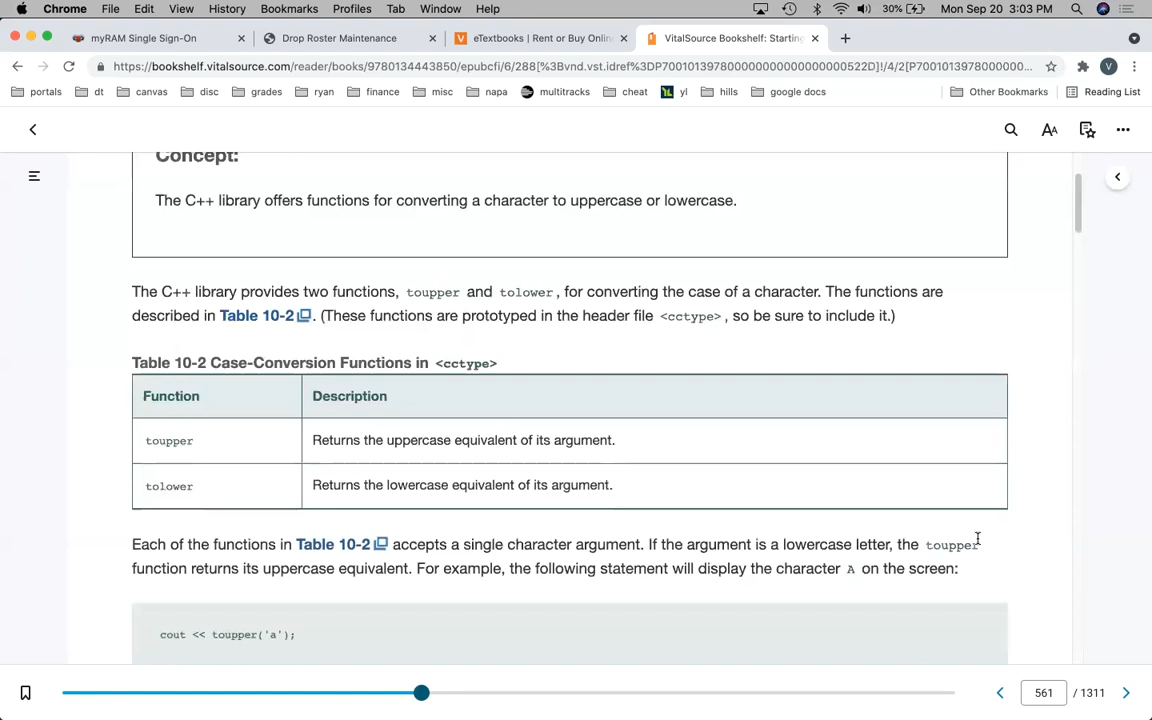 Chrome File Edit View History Bookmarks Profiles Tab Window Help 30% Mon Sep 20 3:03 PM
myRAM Single Sign-On Drop Roster Maintenance eTextbooks | Rent or Buy Onlin VitalSource Bookshelf: Starting
https://bookshelf.vitalsource.com/reader/books/9780134443850/epubcfi/6/288[%3Bvnd.vst.idref%3DP70010139780000000000000000522D]!/4/2[P7001013978000000...
portals dt canvas disc grades ryan finance misc napa multitracks cheat yl hills google docs Other Bookmarks Reading List
Concept:
The C++ library offers functions for converting a character to uppercase or lowercase.
The C++ library provides two functions, toupper and tolower, for converting the case of a character. The functions are
described in Table 10-2. (These functions are prototyped in the header file <cctype>, so be sure to include it.)
Table 10-2 Case-Conversion Functions in <cctype>
Function Description
toupper Returns the uppercase equivalent of its argument.
tolower Returns the lowercase equivalent of its argument.
Each of the functions in Table 10-2 accepts a single character argument. If the argument is a lowercase letter, the toupper
function returns its uppercase equivalent. For example, the following statement will display the character A on the screen:
cout << toupper('a');
561 / 1311